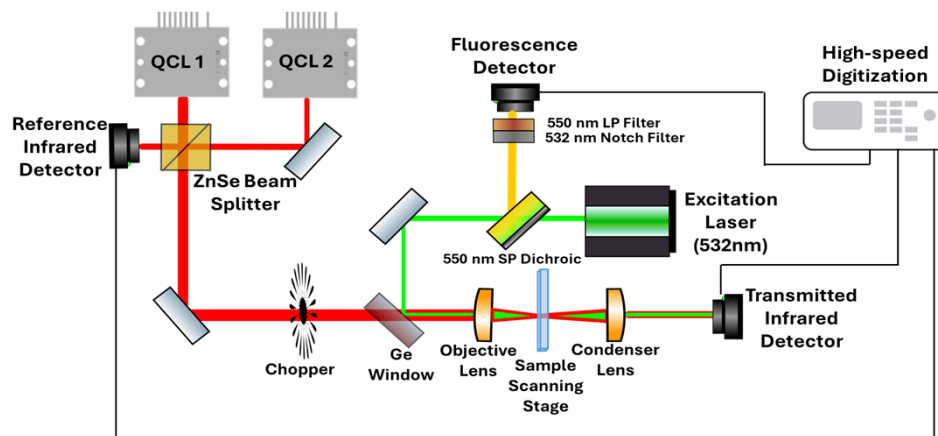 QCL 1
QCL 2
Fluorescence
Detector
High-speed
Digitization
Reference
Infrared
Detector
550 nm LP Filter
532 nm Notch Filter
ZnSe Beam
Splitter
Excitation
Laser
(532nm)
550 nm SP Dichroic
Transmitted
Infrared
Detector
Chopper
Ge
Window
Objective
Lens
Sample
Scanning
Stage
Condenser
Lens